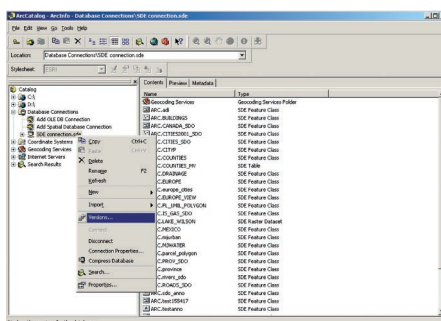 ArcCatalog - ArcInfo - Database Connections\SDE connection.sde
File Edit View Go Tools Help
Location: Database Connections\SDE connection.sde
Stylesheet: ESRI
Contents Preview Metadata
Catalog
C:\
D:\
Database Connections
Add OLE DB Connection
Add Spatial Database Connection
SDE connection.sde
Coordinate Systems
Geocoding Services
Internet Servers
Search Results
Copy Ctrl+C
Paste Ctrl+V
Delete
Rename F2
Refresh
New
Import
Versions...
Connect
Disconnect
Connection Properties...
Compress Database
Search...
Properties...
Name Type
Geocoding Services Geocoding Services Folder
ARC.adi SDE Feature Class
ARC.BUILDINGS SDE Feature Class
ARC.CANADA_SDO SDE Feature Class
ARC.CITIES2001_SDO SDE Feature Class
C.CITIES_SDO SDE Feature Class
C.CITYP SDE Feature Class
C.COUNTIES SDE Feature Class
C.COUNTIES_MV SDE Table
C.DRAINAGE SDE Feature Class
C.EUROPE SDE Feature Class
C.europe_cities SDE Feature Class
C.EUROPE_VIEW SDE Feature Class
C.FL_LMIL_POLYGON SDE Feature Class
C.IS_GAS_SDO SDE Feature Class
C.LAKE_WILSON SDE Raster Dataset
C.MEXICO SDE Feature Class
C.mjurban SDE Feature Class
C.MJWATER SDE Feature Class
C.parcel_polygon SDE Feature Class
C.PROV_SDO SDE Feature Class
C.province SDE Feature Class
C.rivers_sdo SDE Feature Class
C.ROADS_SDO SDE Feature Class
ARC.sdo_anno SDE Feature Class
ARC.test155417 SDE Feature Class
ARC.testanno SDE Feature Class